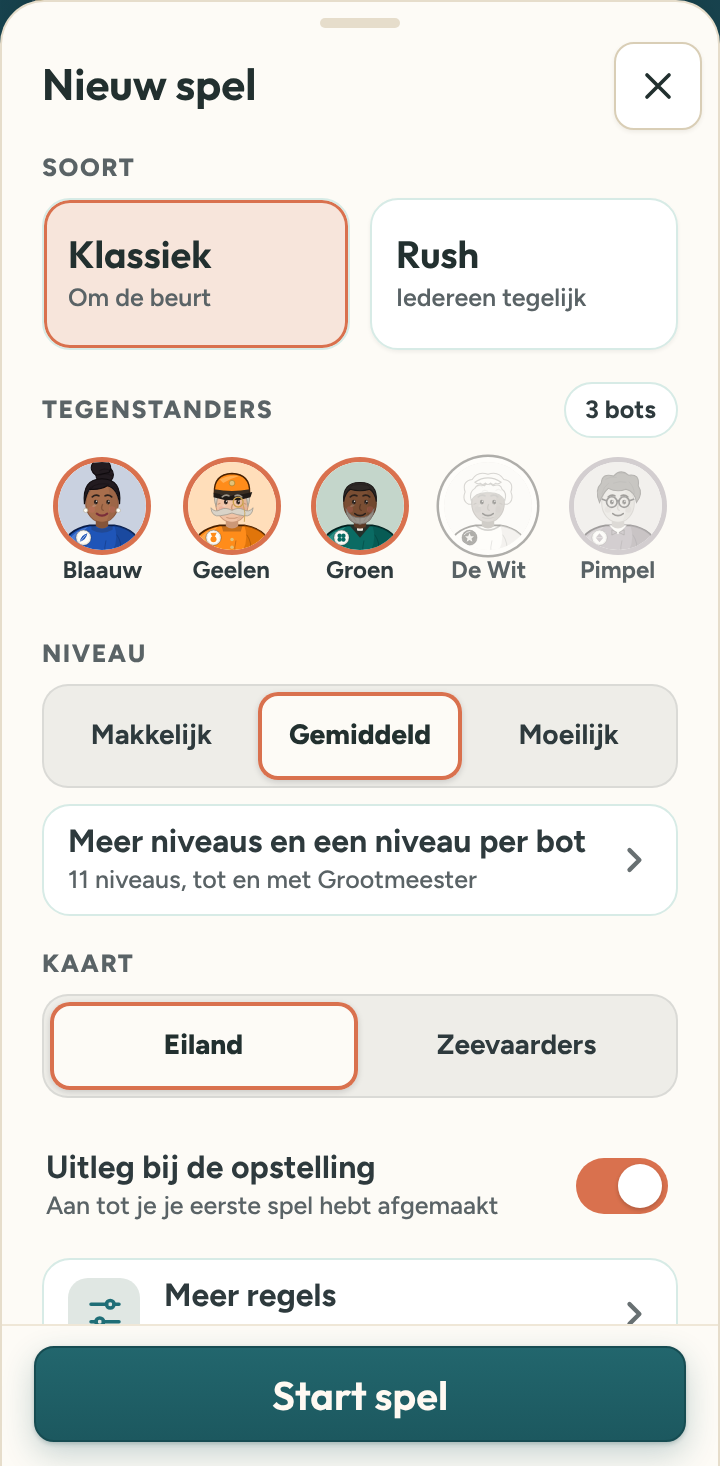 Nieuw spel
SOORT
Klassiek
Om de beurt
Rush
Iedereen tegelijk
TEGENSTANDERS
3 bots
Blaauw
Geelen
Groen
De Wit
Pimpel
NIVEAU
Makkelijk
Gemiddeld
Moeilijk
Meer niveaus en een niveau per bot
11 niveaus, tot en met Grootmeester
KAART
Eiland
Zeevaarders
Uitleg bij de opstelling
Aan tot je je eerste spel hebt afgemaakt
Meer regels
Start spel